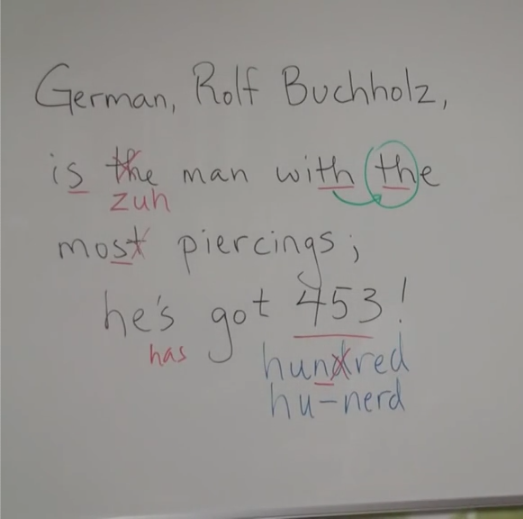 German, Rolf Buchholz,
is the man with the
zuh
most piercings;
he's got 453!
has
hundred
hu-nerd